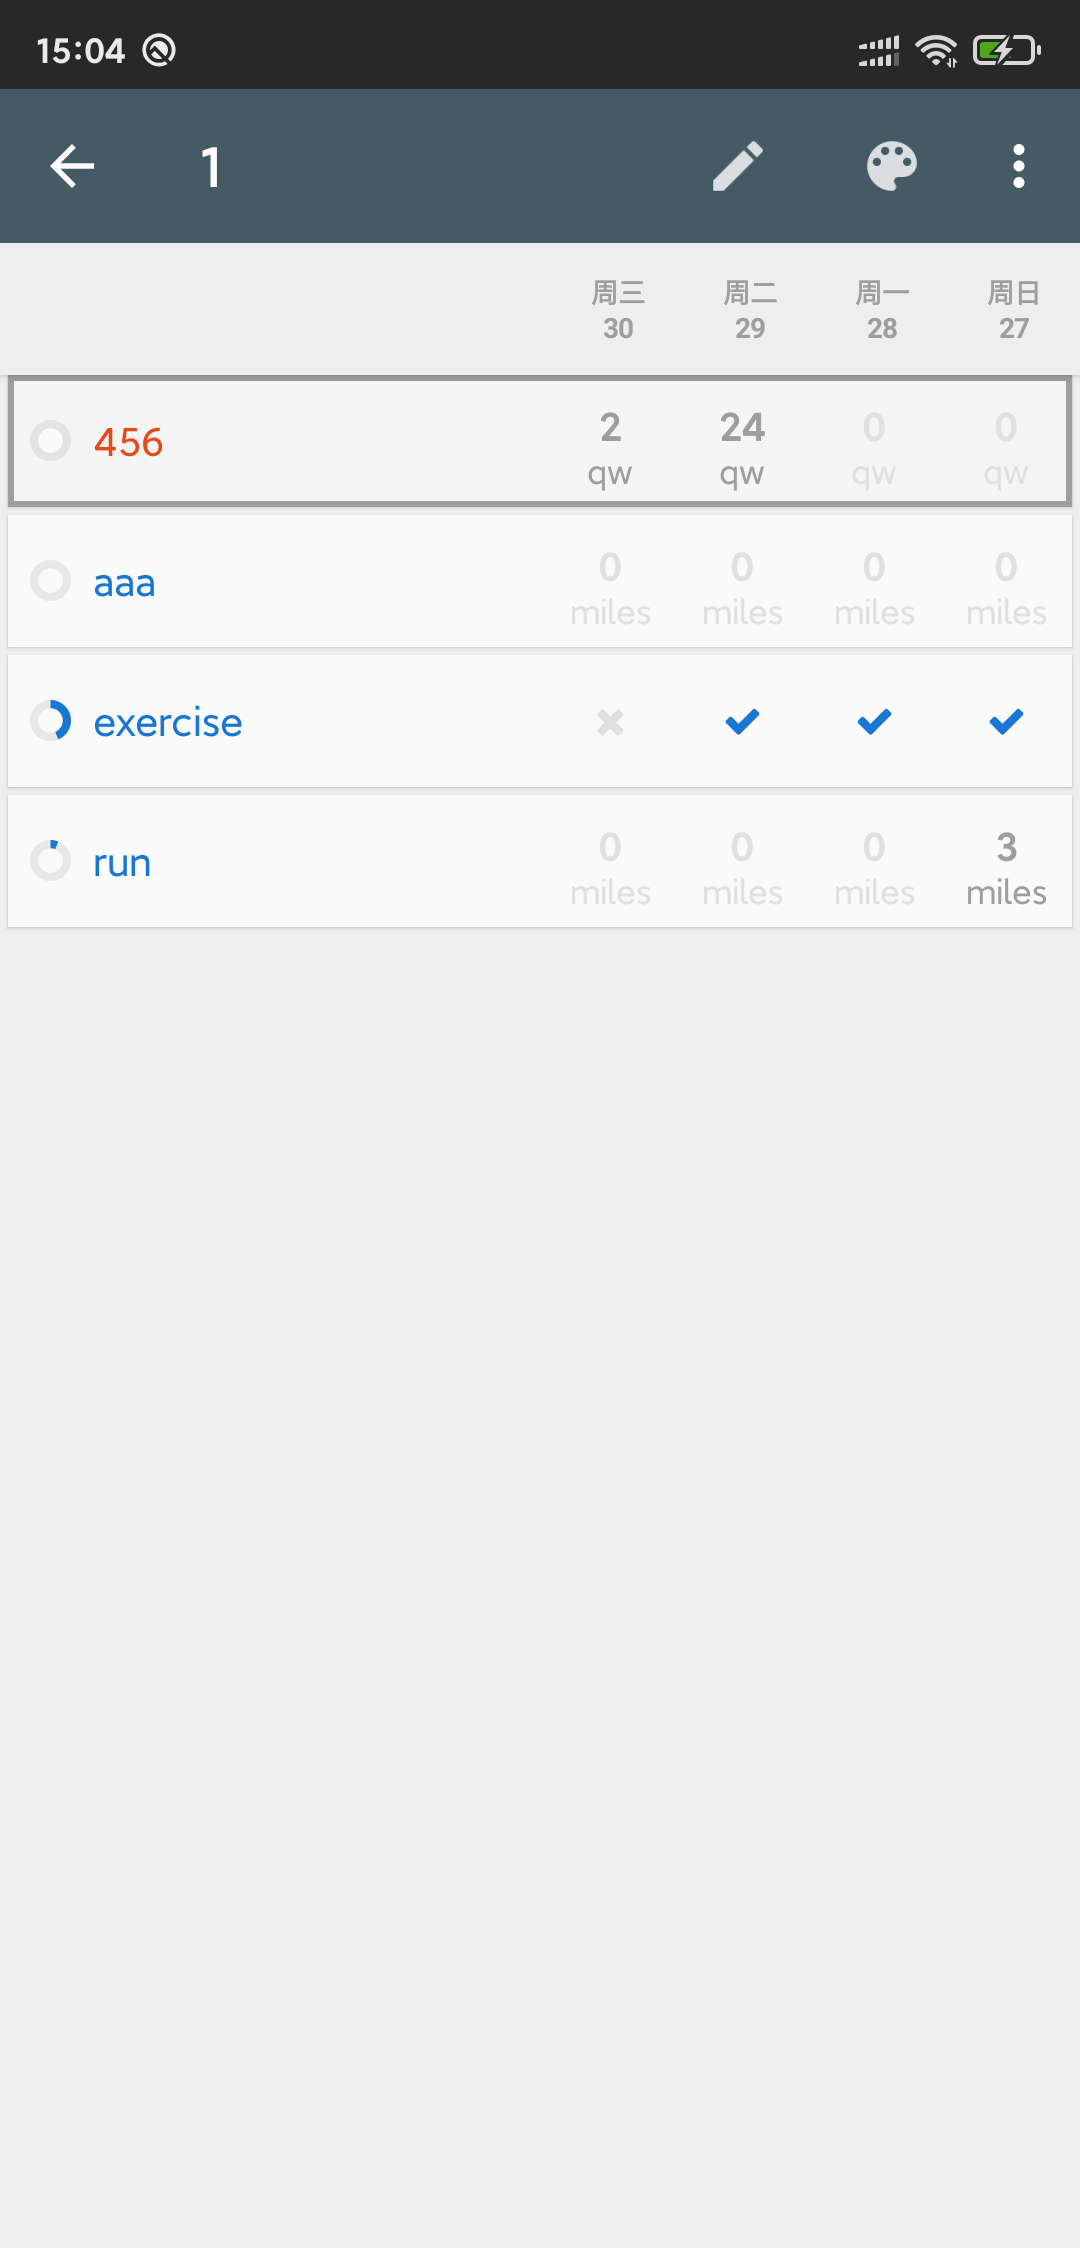 15:04
1
周三 周二 周一 周日
30 29 28 27
456 2 24 0 0
qw qw qw qw
aaa 0 0 0 0
miles miles miles miles
exercise
run 0 0 0 3
miles miles miles miles